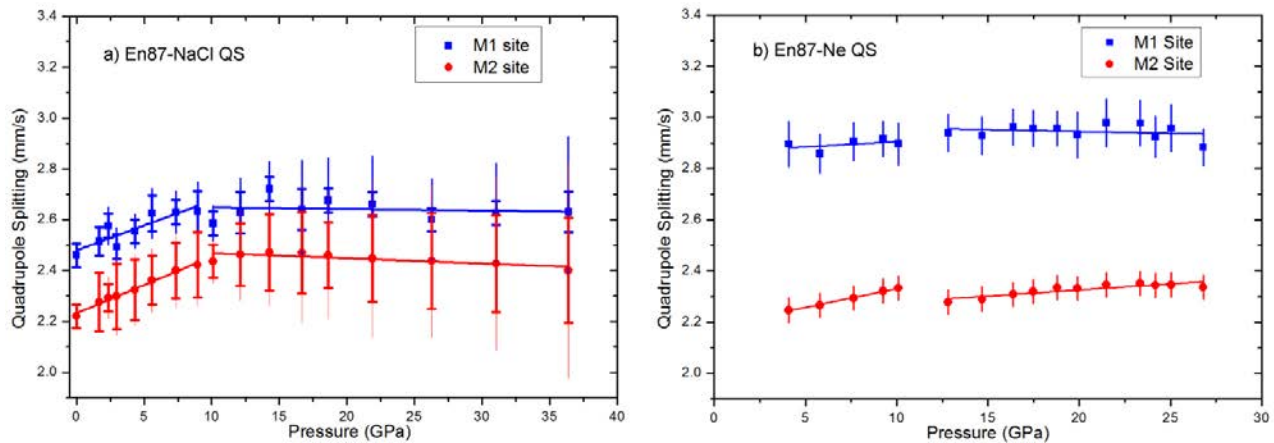 a) En87-NaCl QS
M1 site
M2 site
Quadrupole Splitting (mm/s)
3.4
3.2
3.0
2.8
2.6
2.4
2.2
2.0
0 5 10 15 20 25 30 35 40
Pressure (GPa)
b) En87-Ne QS
M1 Site
M2 Site
Quadrupole Splitting (mm/s)
3.4
3.2
3.0
2.8
2.6
2.4
2.2
2.0
0 5 10 15 20 25 30
Pressure (GPa)